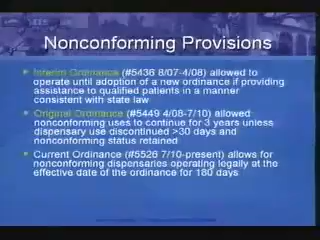 Nonconforming Provisions
Interim Ordinance (#5436 8/07-4/08) allowed to
operate until adoption of a new ordinance if providing
assistance to qualified patients in a manner
consistent with state law
Original Ordinance (#5449 4/08-7/10) allowed
nonconforming uses to continue for 3 years unless
dispensary use discontinued >30 days and
nonconforming status retained
Current Ordinance (#5526 7/10-present) allows for
nonconforming dispensaries operating legally at the
effective date of the ordinance for 180 days